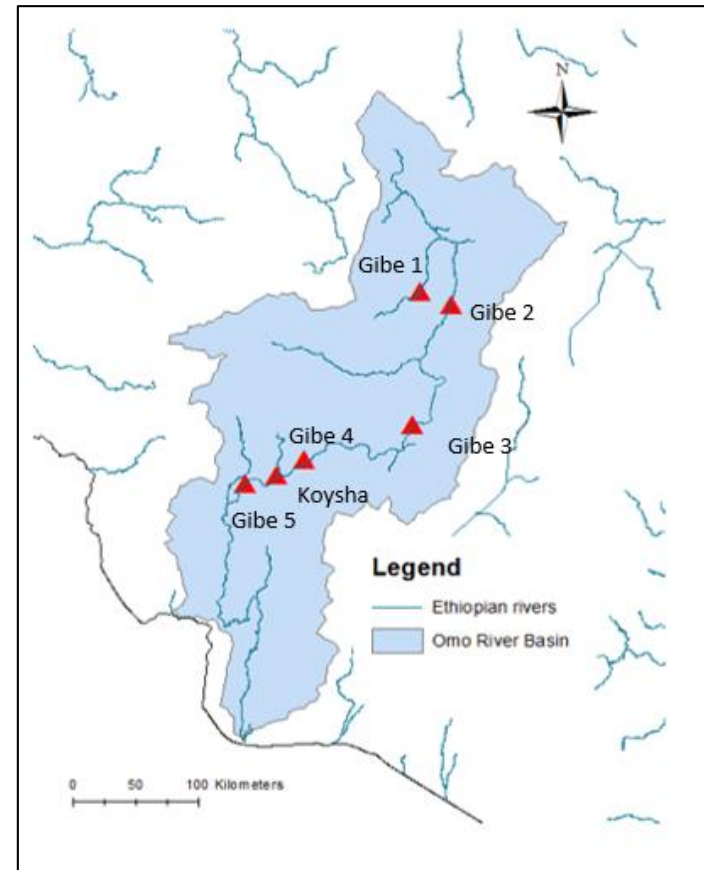 N
Gibe 1
Gibe 2
Gibe 3
Gibe 4
Koysha
Gibe 5
Legend
Ethiopian rivers
Omo River Basin
0 50 100 Kilometers